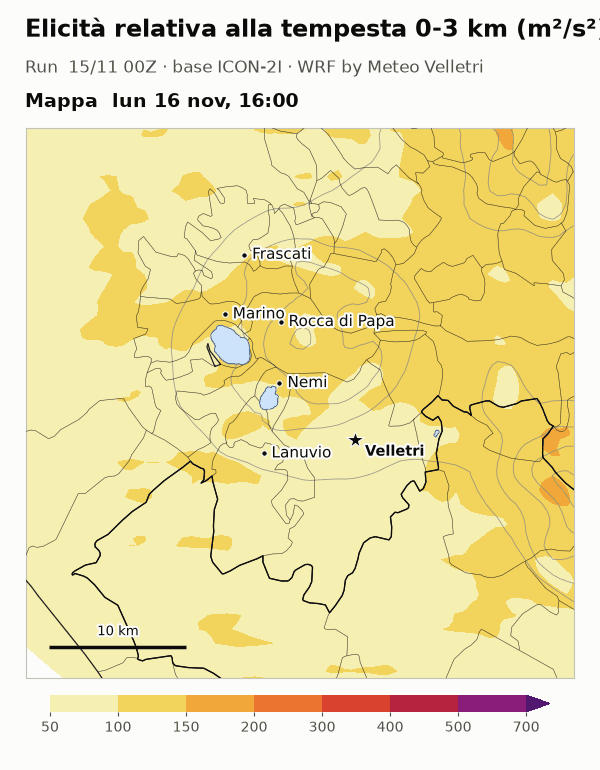 Elicità relativa alla tempesta 0-3 km (m²/s²)
Run  15/11 00Z · base ICON-2I · WRF by Meteo Velletri
Mappa  lun 16 nov, 16:00
Frascati
Marino
Rocca di Papa
Nemi
Velletri
Lanuvio
10 km
50 100 150 200 300 400 500 700